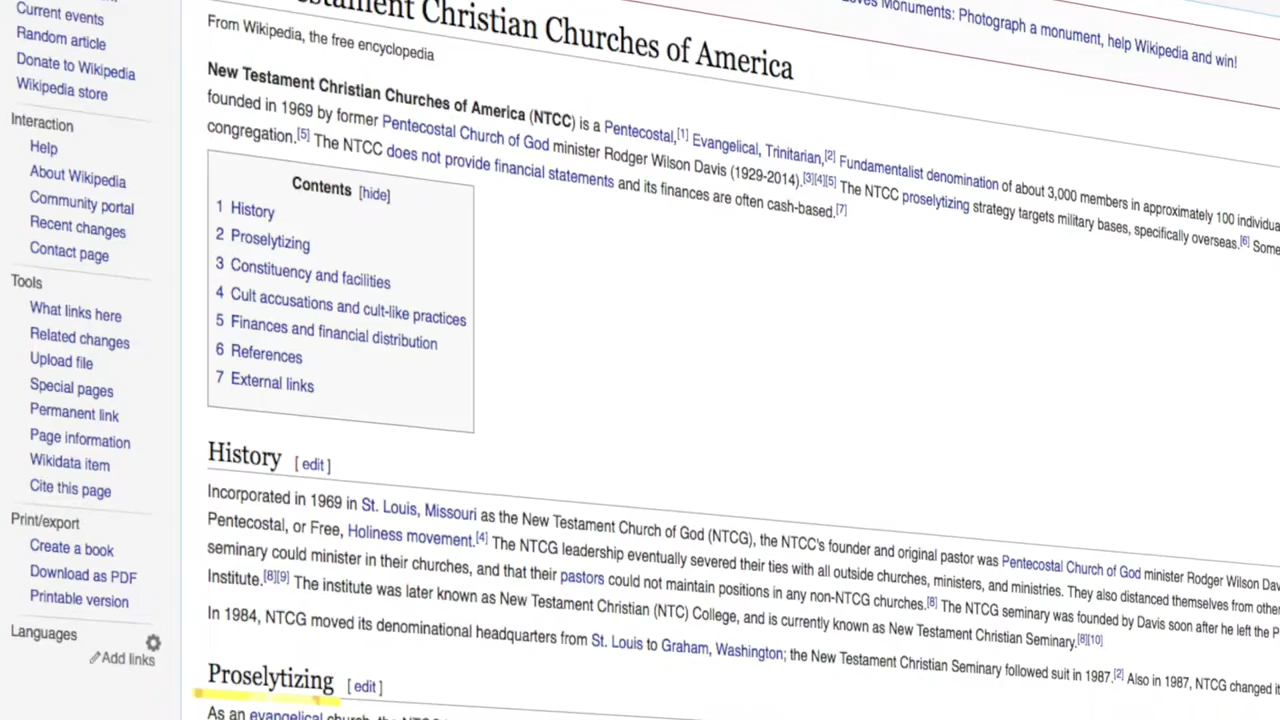 Current events
Random article
Donate to Wikipedia
Wikipedia store
Interaction
Help
About Wikipedia
Community portal
Recent changes
Contact page
Tools
What links here
Related changes
Upload file
Special pages
Permanent link
Page information
Wikidata item
Cite this page
Print/export
Create a book
Download as PDF
Printable version
Languages
Add links
Monuments: Photograph a monument, help Wikipedia and win!
Christian Churches of America
From Wikipedia, the free encyclopedia
New Testament Christian Churches of America (NTCC) is a Pentecostal,[1] Evangelical, Trinitarian,[2] Fundamentalist denomination of about 3,000 members in approximately 100
founded in 1969 by former Pentecostal Church of God minister Rodger Wilson Davis (1929-2014).[3][4][5] The NTCC proselytizing strategy targets military bases, specifically overseas.[6] Some
congregation.[5] The NTCC does not provide financial statements and its finances are often cash-based.[7]
Contents [hide]
1 History
2 Proselytizing
3 Constituency and facilities
4 Cult accusations and cult-like practices
5 Finances and financial distribution
6 References
7 External links
History [ edit ]
Incorporated in 1969 in St. Louis, Missouri as the New Testament Church of God (NTCG), the NTCC's founder and original pastor was Pentecostal Church of God minister Rodger Wilson
Pentecostal, or Free, Holiness movement.[4] The NTCG leadership eventually severed their ties with all outside churches, ministers, and ministries. They also distanced themselves from
seminary could minister in their churches, and that their pastors could not maintain positions in any non-NTCG churches.[8] The NTCG seminary was founded by Davis soon after he left the
Institute.[8][9] The institute was later known as New Testament Christian (NTC) College, and is currently known as New Testament Christian Seminary.[8][10]
In 1984, NTCG moved its denominational headquarters from St. Louis to Graham, Washington; the New Testament Christian Seminary followed suit in 1987.[2] Also in 1987, NTCG changed
Proselytizing [ edit ]
As an evangelical church, the